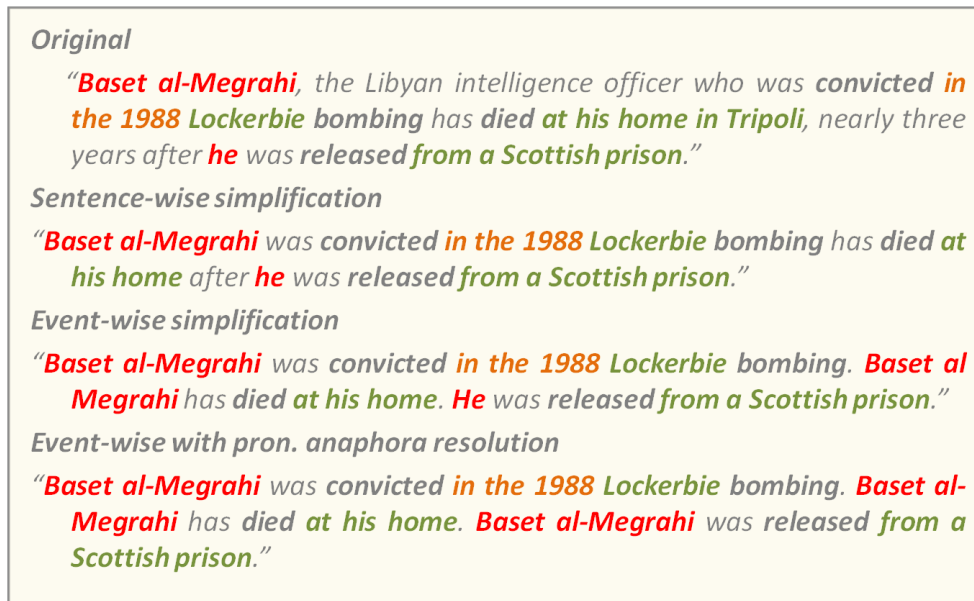 Original
“Baset al-Megrahi, the Libyan intelligence officer who was convicted in
the 1988 Lockerbie bombing has died at his home in Tripoli, nearly three
years after he was released from a Scottish prison.”
Sentence-wise simplification
“Baset al-Megrahi was convicted in the 1988 Lockerbie bombing has died at
his home after he was released from a Scottish prison.”
Event-wise simplification
“Baset al-Megrahi was convicted in the 1988 Lockerbie bombing. Baset al
Megrahi has died at his home. He was released from a Scottish prison.”
Event-wise with pron. anaphora resolution
“Baset al-Megrahi was convicted in the 1988 Lockerbie bombing. Baset al-
Megrahi has died at his home. Baset al-Megrahi was released from a
Scottish prison.”